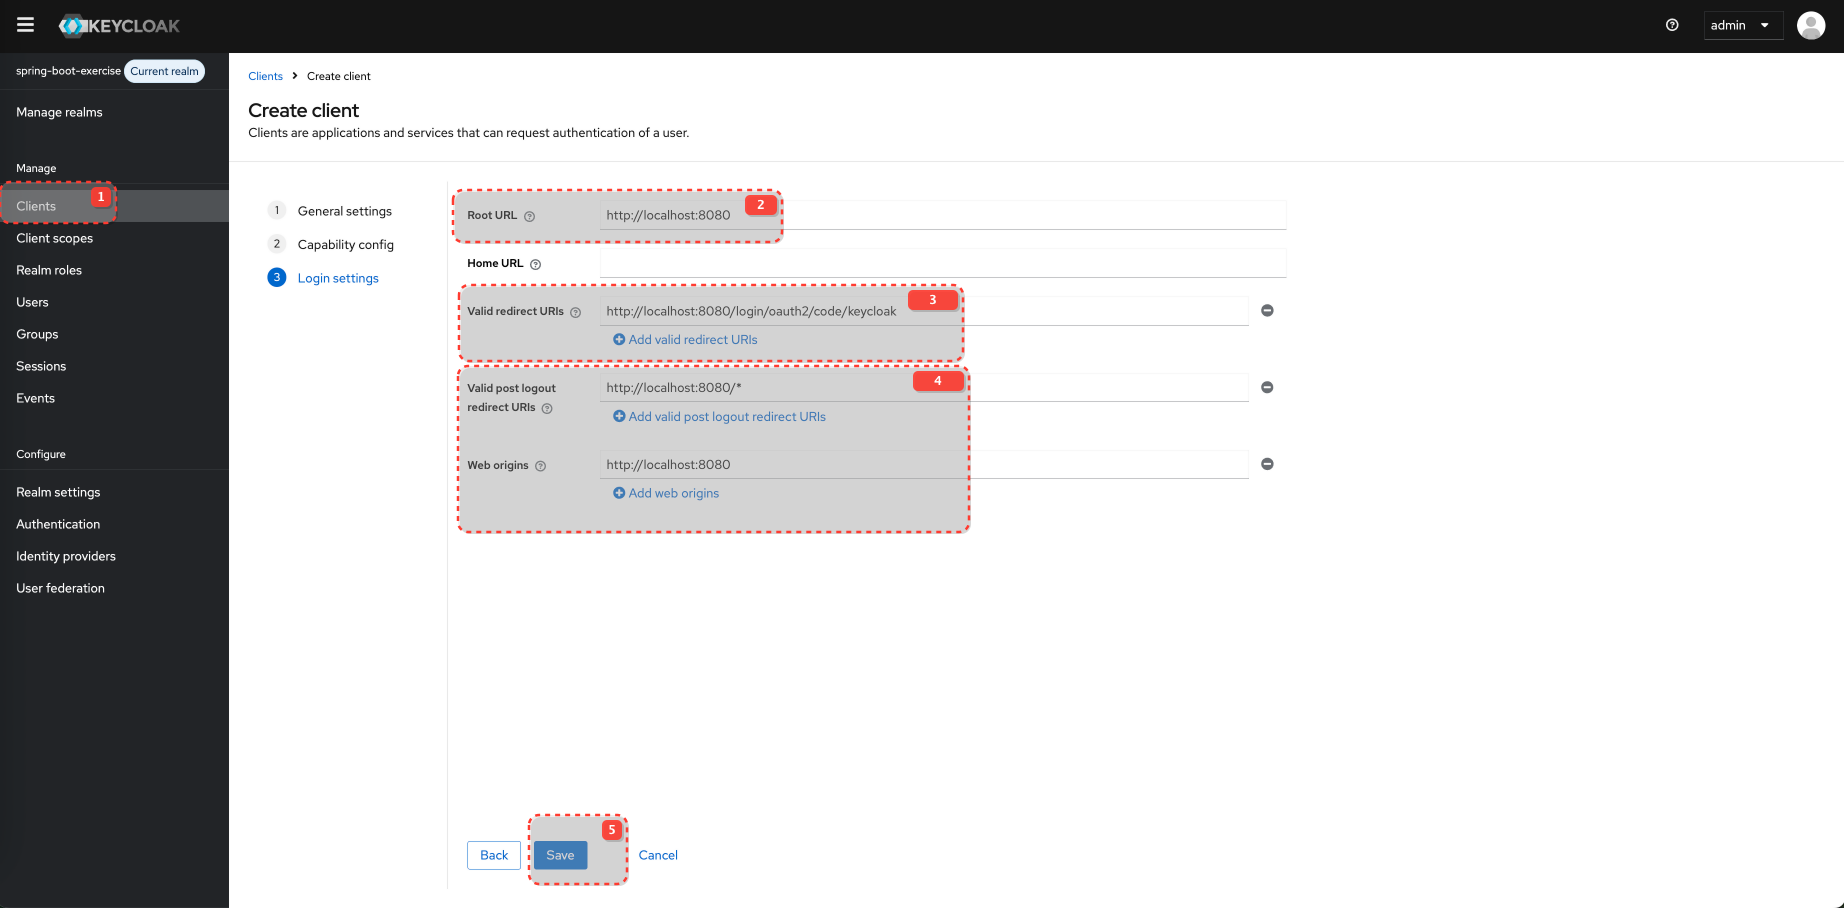 KEYCLOAK
admin
spring-boot-exercise Current realm
Manage realms
Manage
Clients 1
Client scopes
Realm roles
Users
Groups
Sessions
Events
Configure
Realm settings
Authentication
Identity providers
User federation
Clients > Create client
Create client
Clients are applications and services that can request authentication of a user.
1 General settings
2 Capability config
3 Login settings
Root URL http://localhost:8080 2
Home URL
Valid redirect URIs http://localhost:8080/login/oauth2/code/keycloak 3
Add valid redirect URIs
Valid post logout redirect URIs http://localhost:8080/* 4
Add valid post logout redirect URIs
Web origins http://localhost:8080
Add web origins
5
Back Save Cancel